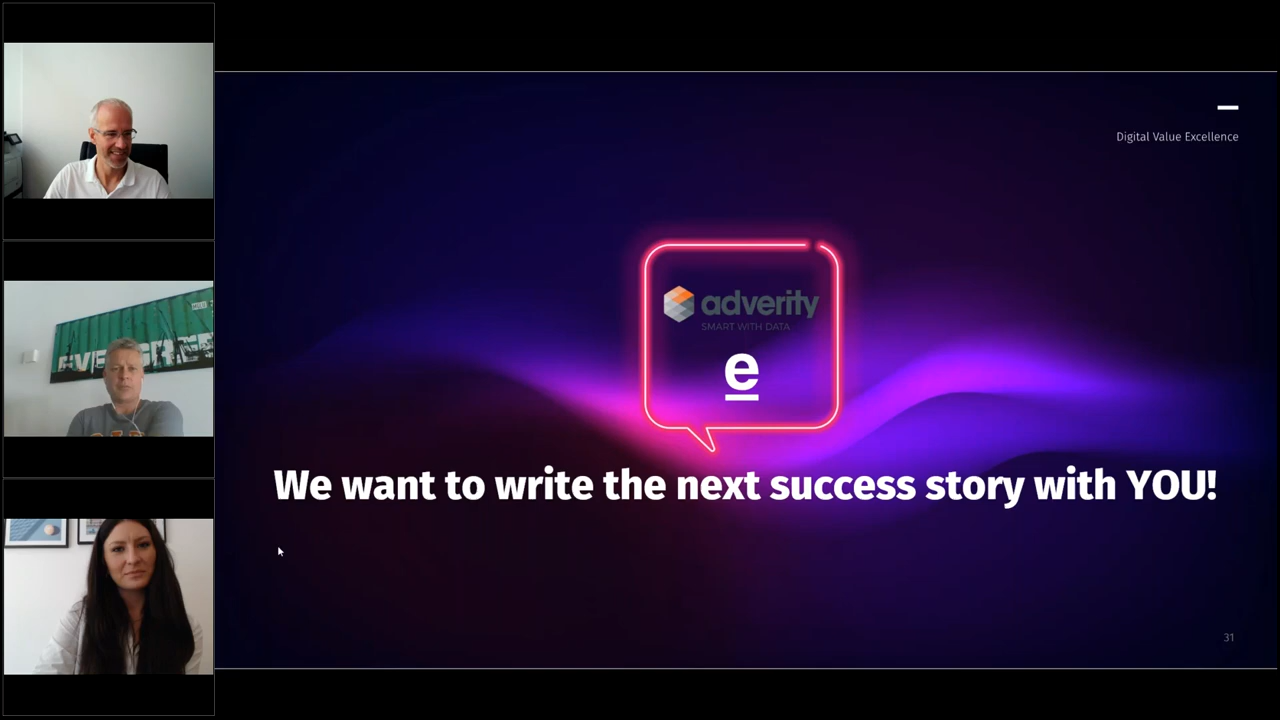 Digital Value Excellence
adverity
SMART WITH DATA
e
We want to write the next success story with YOU!
31